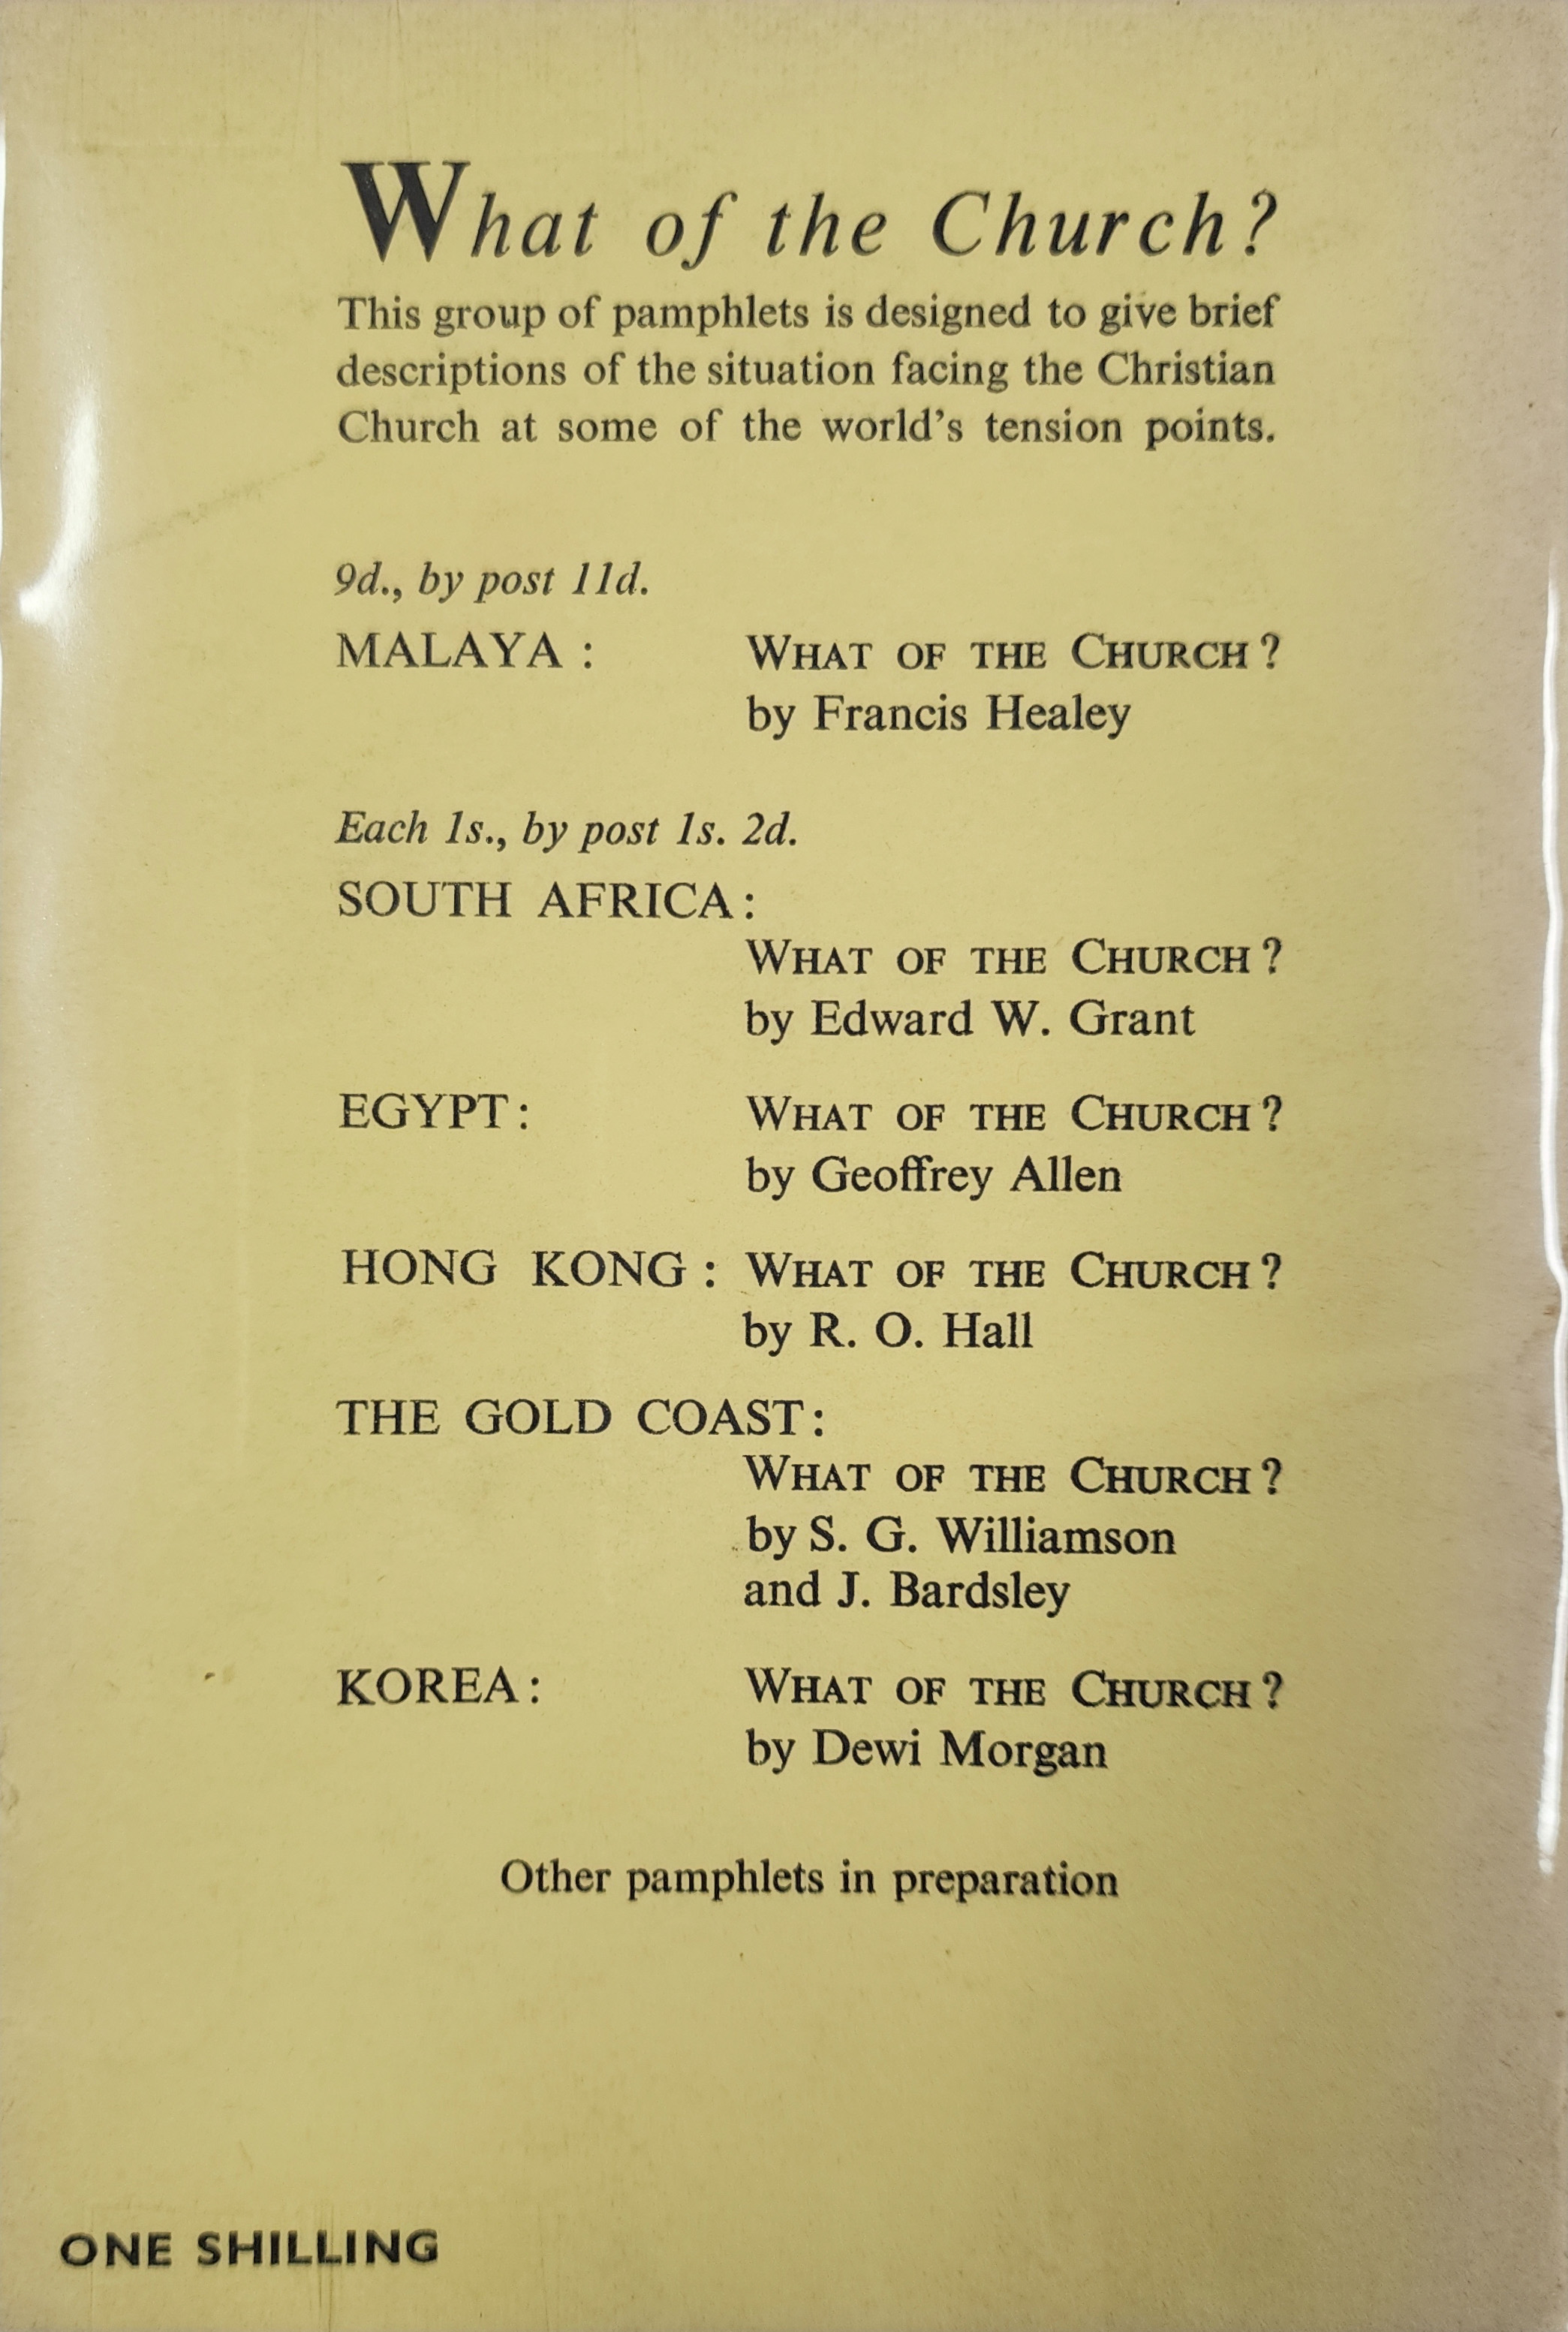 What of the Church?
This group of pamphlets is designed to give brief
descriptions of the situation facing the Christian
Church at some of the world's tension points.
9d., by post 11d.
MALAYA : WHAT OF THE CHURCH ?
by Francis Healey
Each 1s., by post 1s. 2d.
SOUTH AFRICA :
WHAT OF THE CHURCH ?
by Edward W. Grant
EGYPT : WHAT OF THE CHURCH ?
by Geoffrey Allen
HONG KONG : WHAT OF THE CHURCH ?
by R. O. Hall
THE GOLD COAST :
WHAT OF THE CHURCH ?
by S. G. Williamson
and J. Bardsley
KOREA : WHAT OF THE CHURCH ?
by Dewi Morgan
Other pamphlets in preparation
ONE SHILLING